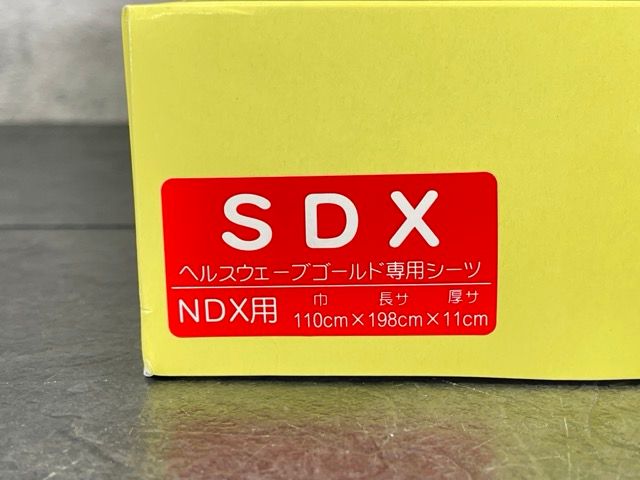 SDX
ヘルスウェーブゴールド専用シーツ
NDX用 巾 長サ 厚サ
110cm×198cm×11cm